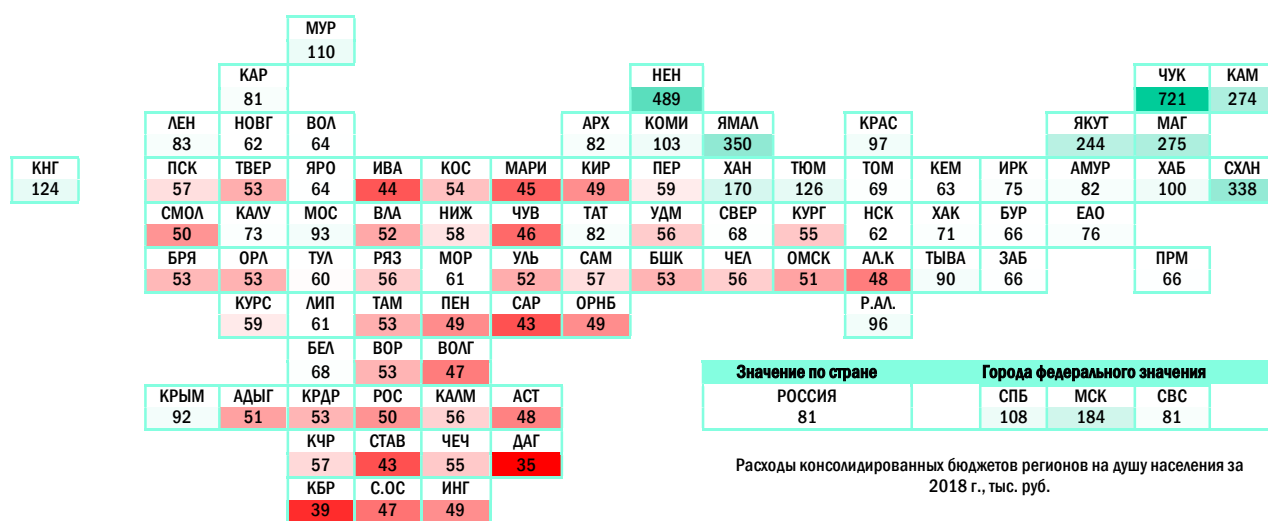 МУР
110
КАР НЕН ЧУК КАМ
81 489 721 274
ЛЕН НОВГ ВОЛ АРХ КОМИ ЯМАЛ КРАС ЯКУТ МАГ
83 62 64 82 103 350 97 244 275
КНГ ПСК ТВЕР ЯРО ИВА КОС МАРИ КИР ПЕР ХАН ТЮМ ТОМ КЕМ ИРК АМУР ХАБ СХЛН
124 57 53 64 44 54 45 49 59 170 126 69 63 75 82 100 338
СМОЛ КАЛУ МОС ВЛА НИЖ ЧУВ ТАТ УДМ СВЕР КУРГ НСК ХАК БУР ЕАО
50 73 93 52 58 46 82 56 68 55 62 71 66 76
БРЯ ОРЛ ТУЛ РЯЗ МОР УЛЬ САМ БШК ЧЕЛ ОМСК АЛ.К ТЫВА ЗАБ ПРМ
53 53 60 56 61 52 57 53 56 51 48 90 66 66
КУРС ЛИП ТАМ ПЕН САР ОРНБ Р.АЛ.
59 61 53 49 43 49 96
БЕЛ ВОР ВОЛГ
68 53 47
Значение по стране Города федерального значения
КРЫМ АДЫГ КРДР РОС КАЛМ АСТ РОССИЯ СПБ МСК СВС
92 51 53 50 56 48 81 108 184 81
КЧР СТАВ ЧЕЧ ДАГ
57 43 55 35
КБР С.ОС ИНГ
39 47 49
Расходы консолидированных бюджетов регионов на душу населения за
2018 г., тыс. руб.